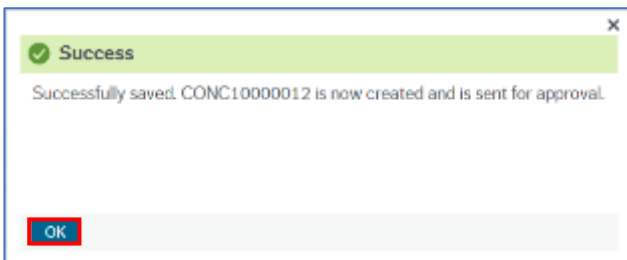 Success
Successfully saved. CONC10000012 is now created and is sent for approval.
OK